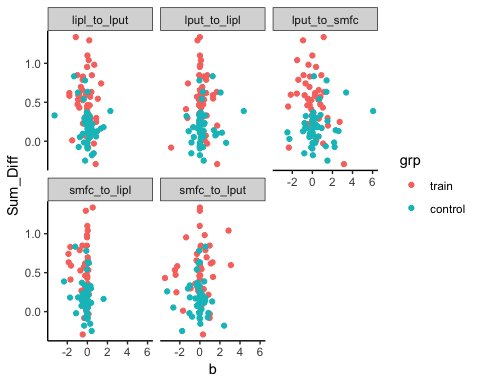 lipl_to_lput lput_to_lipl lput_to_smfc
1.0
0.5
0.0
-2 0 2 4 6
smfc_to_lipl smfc_to_lput
1.0
0.5
0.0
-2 0 2 4 6 -2 0 2 4 6
b
Sum_Diff
grp
train
control